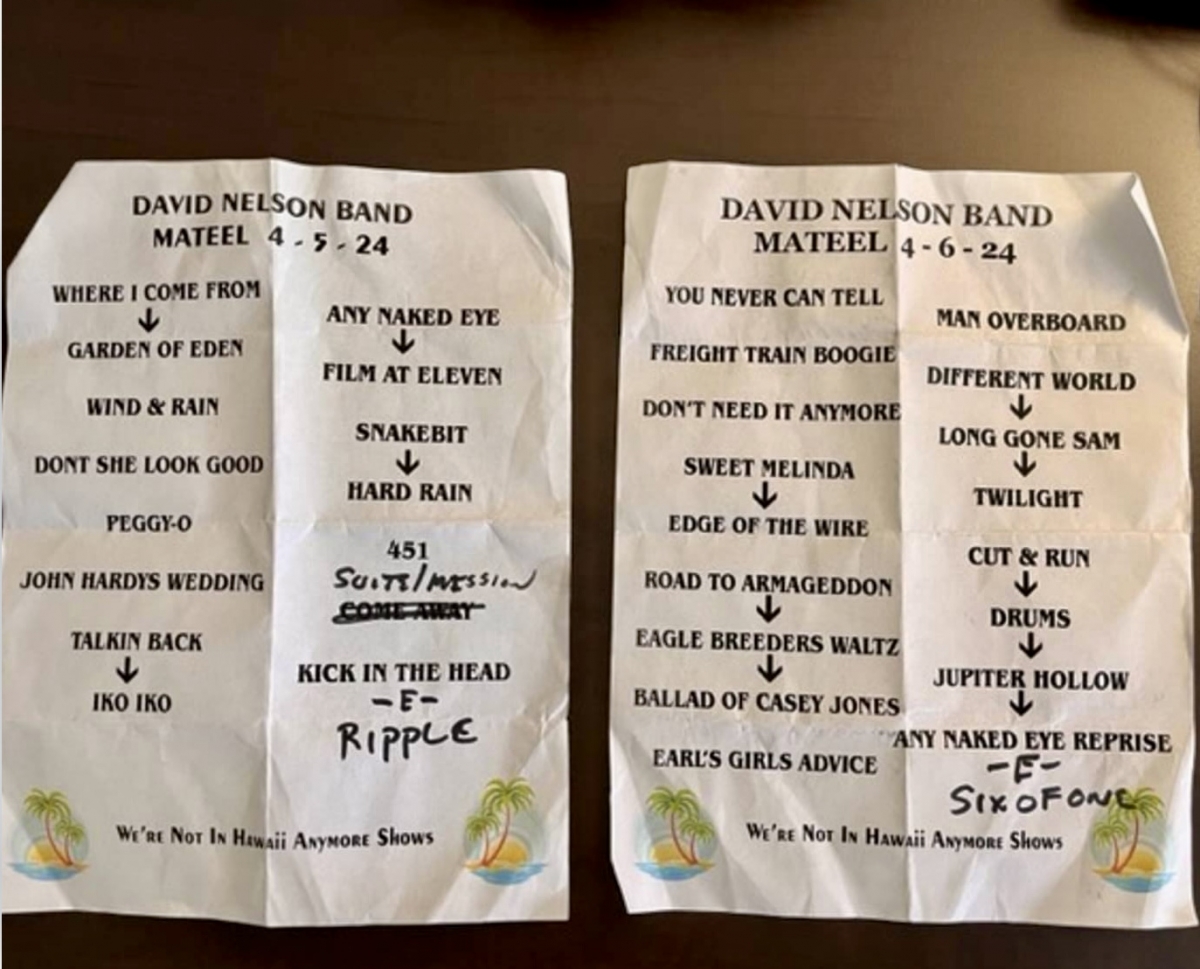 DAVID NELSON BAND
MATEEL 4-5-24
WHERE I COME FROM
↓
GARDEN OF EDEN
WIND & RAIN
DONT SHE LOOK GOOD
PEGGY-O
JOHN HARDYS WEDDING
TALKIN BACK
↓
IKO IKO
ANY NAKED EYE
↓
FILM AT ELEVEN
SNAKEBIT
↓
HARD RAIN
451
SUITE/MISSION
COME AWAY
KICK IN THE HEAD
-E-
RIPPLE
WE'RE NOT IN HAWAII ANYMORE SHOWS
DAVID NELSON BAND
MATEEL 4-6-24
YOU NEVER CAN TELL
FREIGHT TRAIN BOOGIE
DON'T NEED IT ANYMORE
SWEET MELINDA
↓
EDGE OF THE WIRE
ROAD TO ARMAGEDDON
↓
EAGLE BREEDERS WALTZ
↓
BALLAD OF CASEY JONES
EARL'S GIRLS ADVICE
MAN OVERBOARD
DIFFERENT WORLD
↓
LONG GONE SAM
↓
TWILIGHT
CUT & RUN
↓
DRUMS
↓
JUPITER HOLLOW
↓
ANY NAKED EYE REPRISE
-E-
SIX OF ONE
WE'RE NOT IN HAWAII ANYMORE SHOWS